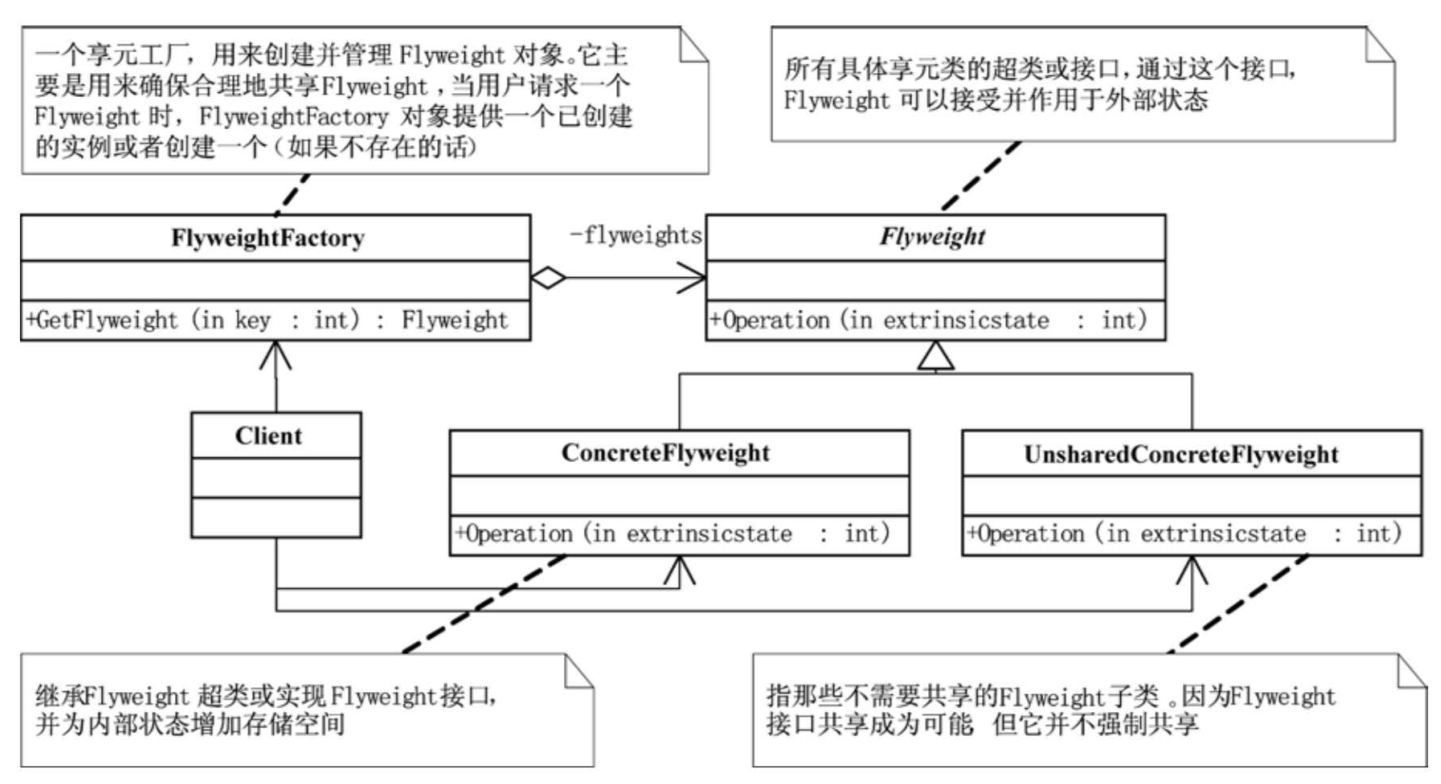 一个享元工厂，用来创建并管理 Flyweight 对象。它主
要是用来确保合理地共享Flyweight ，当用户请求一个
Flyweight 时，FlyweightFactory 对象提供一个已创建
的实例或者创建一个（如果不存在的话）
所有具体享元类的超类或接口，通过这个接口，
Flyweight 可以接受并作用于外部状态
FlyweightFactory
-flyweights
Flyweight
+GetFlyweight (in key : int) : Flyweight
+Operation (in extrinsicstate : int)
Client
ConcreteFlyweight
UnsharedConcreteFlyweight
+Operation (in extrinsicstate : int)
+Operation (in extrinsicstate : int)
继承Flyweight 超类或实现 Flyweight接口，
并为内部状态增加存储空间
指那些不需要共享的Flyweight子类 。因为Flyweight
接口共享成为可能，但它并不强制共享